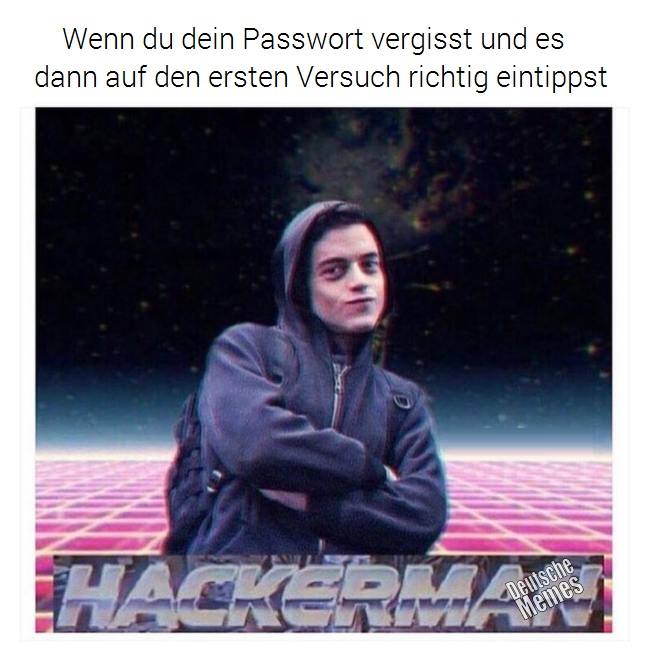 Wenn du dein Passwort vergisst und es
dann auf den ersten Versuch richtig eintippst
HACKERMAN
Deutsche
Memes